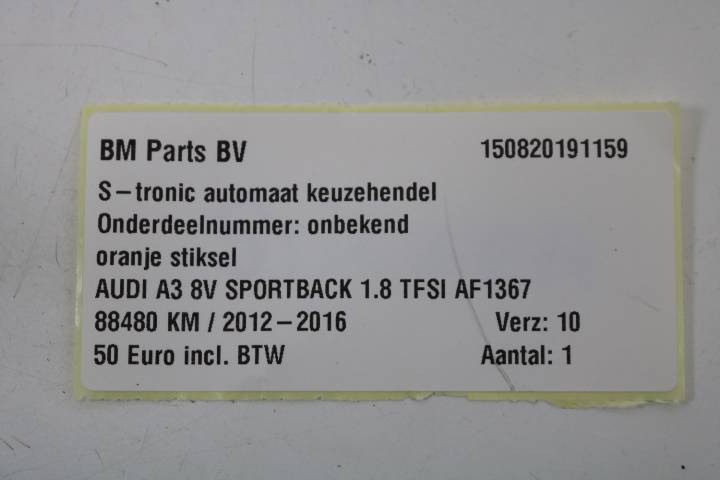 BM Parts BV 150820191159
S-tronic automaat keuzehendel
Onderdeelnummer: onbekend
oranje stiksel
AUDI A3 8V SPORTBACK 1.8 TFSI AF1367
88480 KM / 2012-2016 Verz: 10
50 Euro incl. BTW Aantal: 1